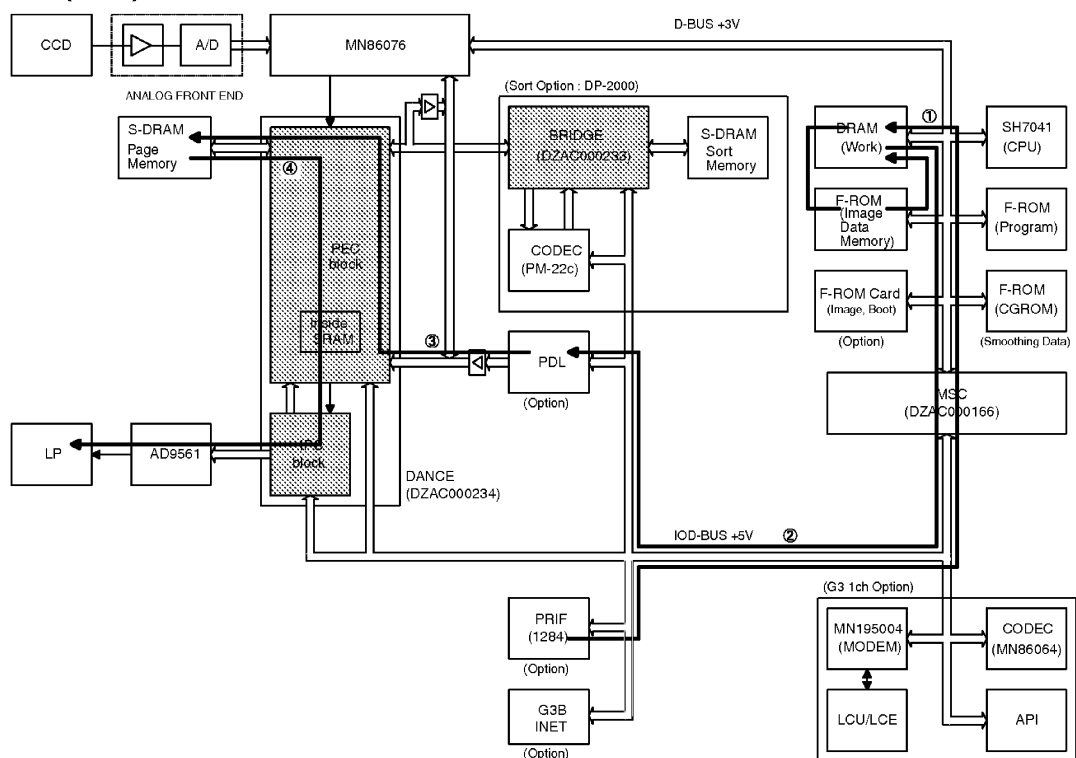 D-BUS +3V
CCD
A/D
MN86076
ANALOG FRONT END
(Sort Option : DP-2000)
S-DRAM
Page
Memory
④
BRIDGE
(DZAC000233)
S-DRAM
Sort
Memory
CODEC
(PM-22c)
DRAM
(Work)
①
SH7041
(CPU)
F-ROM
(Image
Data
Memory)
F-ROM
(Program)
F-ROM Card
(Image, Boot)
(Option)
F-ROM
(CGROM)
(Smoothing Data)
PEC
block
Inside
SRAM
③
PDL
(Option)
MSC
(DZAC000166)
LP
AD9561
block
DANCE
(DZAC000234)
IOD-BUS +5V
②
PRIF
(1284)
(Option)
G3B
INET
(Option)
(G3 1ch Option)
MN195004
(MODEM)
CODEC
(MN86064)
LCU/LCE
API